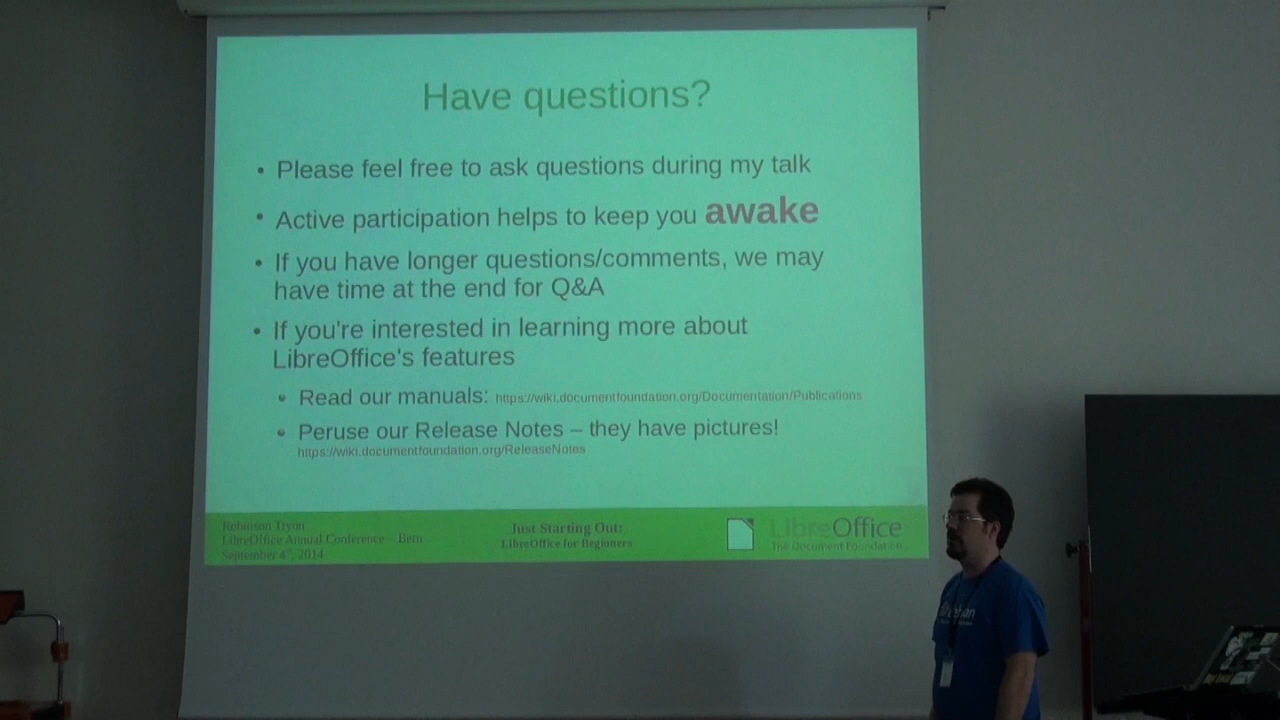 Have questions?
• Please feel free to ask questions during my talk
• Active participation helps to keep you awake
• If you have longer questions/comments, we may
have time at the end for Q&A
• If you're interested in learning more about
LibreOffice's features
• Read our manuals: https://wiki.documentfoundation.org/Documentation/Publications
• Peruse our Release Notes – they have pictures!
https://wiki.documentfoundation.org/ReleaseNotes
Robinson Tryon
LibreOffice Annual Conference – Bern
September 4th, 2014
Just Starting Out:
LibreOffice for Beginners
LibreOffice
The Document Foundation